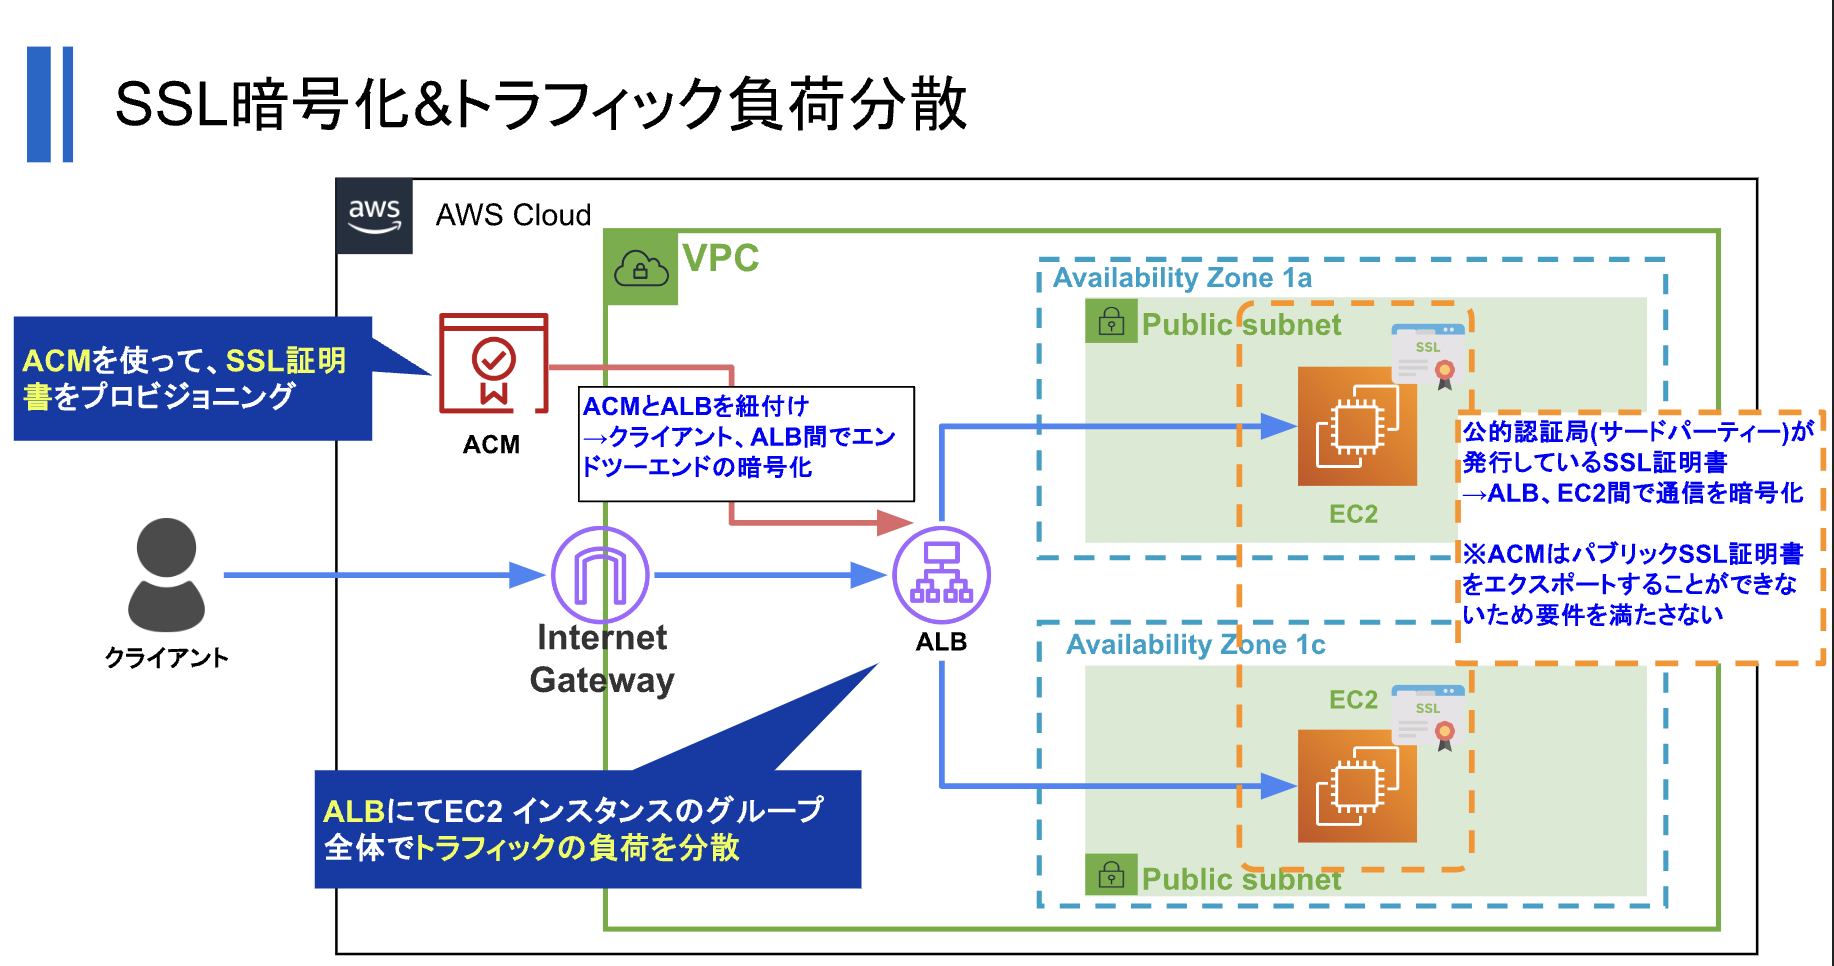 SSL暗号化&トラフィック負荷分散
aws
AWS Cloud
VPC
Availability Zone 1a
Public subnet
SSL
ACMを使って、SSL証明
書をプロビジョニング
ACM
ACMとALBを紐付け
→クライアント、ALB間でエン
ドツーエンドの暗号化
EC2
公的認証局(サードパーティー)が
発行しているSSL証明書
→ALB、EC2間で通信を暗号化
※ACMはパブリックSSL証明書
をエクスポートすることができな
いため要件を満たさない
クライアント
Internet
Gateway
ALB
Availability Zone 1c
EC2
SSL
ALBにてEC2 インスタンスのグループ
全体でトラフィックの負荷を分散
Public subnet